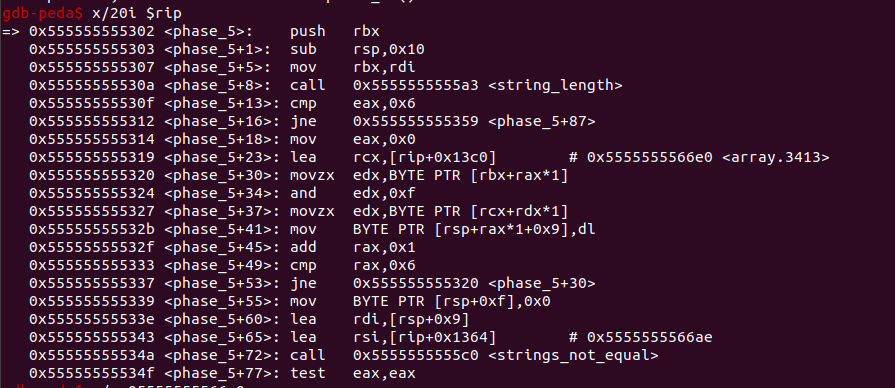 gdb-peda$ x/20i $rip
=> 0x555555555302 <phase_5>:	push   rbx
   0x555555555303 <phase_5+1>:	sub    rsp,0x10
   0x555555555307 <phase_5+5>:	mov    rbx,rdi
   0x55555555530a <phase_5+8>:	call   0x5555555555a3 <string_length>
   0x55555555530f <phase_5+13>:	cmp    eax,0x6
   0x555555555312 <phase_5+16>:	jne    0x555555555359 <phase_5+87>
   0x555555555314 <phase_5+18>:	mov    eax,0x0
   0x555555555319 <phase_5+23>:	lea    rcx,[rip+0x13c0]        # 0x5555555566e0 <array.3413>
   0x555555555320 <phase_5+30>:	movzx  edx,BYTE PTR [rbx+rax*1]
   0x555555555324 <phase_5+34>:	and    edx,0xf
   0x555555555327 <phase_5+37>:	movzx  edx,BYTE PTR [rcx+rdx*1]
   0x55555555532b <phase_5+41>:	mov    BYTE PTR [rsp+rax*1+0x9],dl
   0x55555555532f <phase_5+45>:	add    rax,0x1
   0x555555555333 <phase_5+49>:	cmp    rax,0x6
   0x555555555337 <phase_5+53>:	jne    0x555555555320 <phase_5+30>
   0x555555555339 <phase_5+55>:	mov    BYTE PTR [rsp+0xf],0x0
   0x55555555533e <phase_5+60>:	lea    rdi,[rsp+0x9]
   0x555555555343 <phase_5+65>:	lea    rsi,[rip+0x1364]        # 0x5555555566ae
   0x55555555534a <phase_5+72>:	call   0x5555555555c0 <strings_not_equal>
   0x55555555534f <phase_5+77>:	test   eax,eax